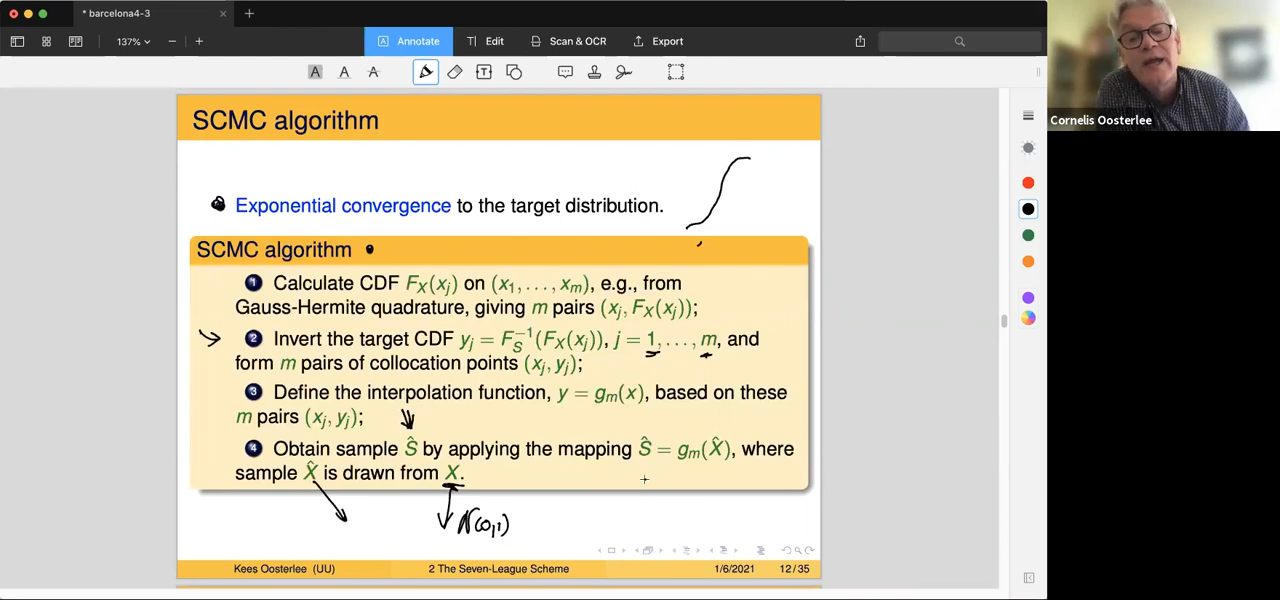 * barcelona4-3
137%
Annotate
Edit
Scan & OCR
Export
Cornelis Oosterlee
SCMC algorithm
Exponential convergence to the target distribution.
SCMC algorithm
1 Calculate CDF F_X(x_j) on (x_1, . . . , x_m), e.g., from
Gauss-Hermite quadrature, giving m pairs (x_j, F_X(x_j));
2 Invert the target CDF y_j = F_S^{-1}(F_X(x_j)), j = 1, . . . , m, and
form m pairs of collocation points (x_j, y_j);
3 Define the interpolation function, y = g_m(x), based on these
m pairs (x_j, y_j);
4 Obtain sample Ŝ by applying the mapping Ŝ = g_m(X̂), where
sample X̂ is drawn from X.
N(0,1)
Kees Oosterlee (UU)
2 The Seven-League Scheme
1/6/2021
12 / 35